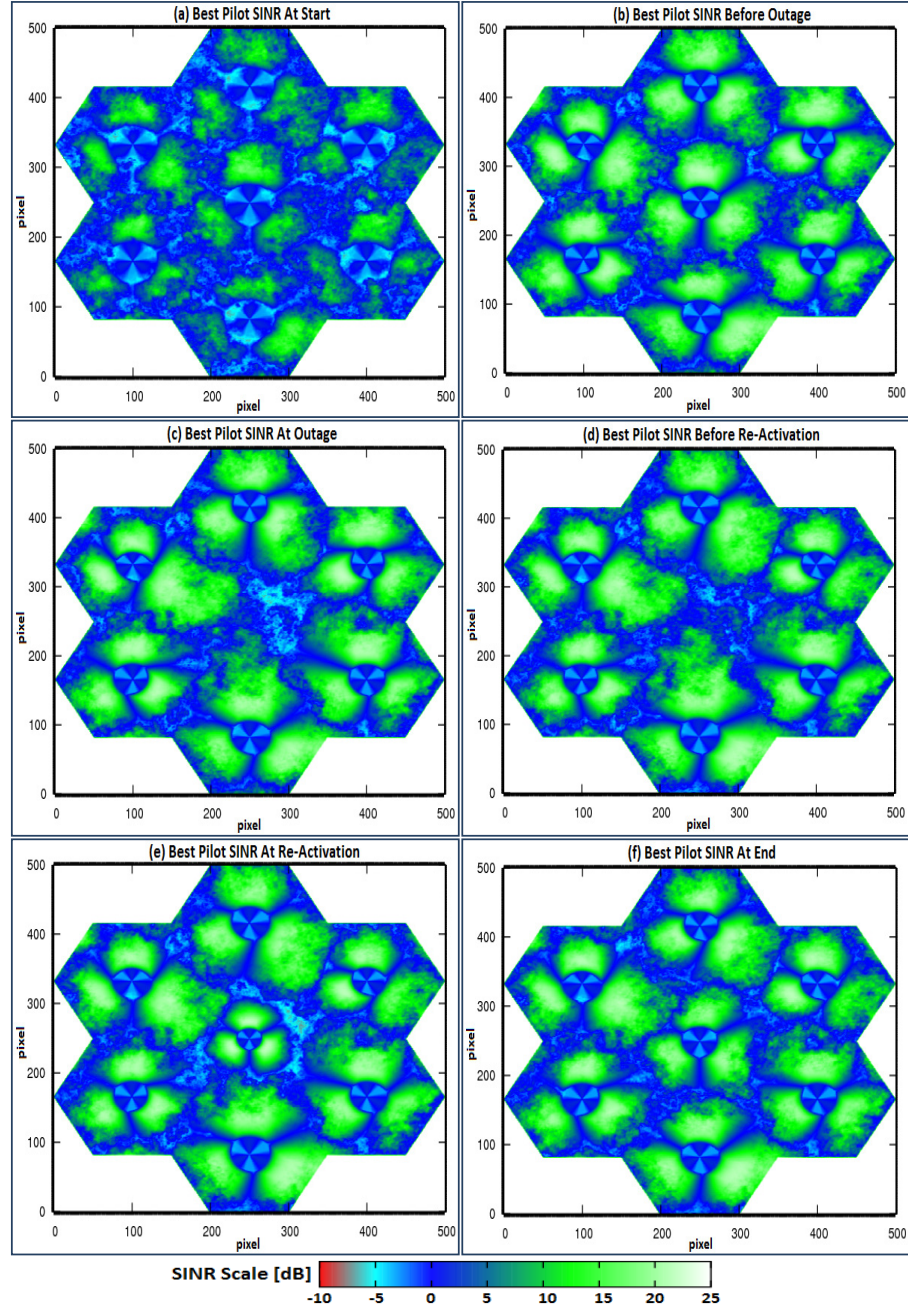 (a) Best Pilot SINR At Start
500
400
300
200
100
0
pixel
0 100 200 300 400 500
pixel
(b) Best Pilot SINR Before Outage
500
400
300
200
100
0
pixel
0 100 200 300 400 500
pixel
(c) Best Pilot SINR At Outage
500
400
300
200
100
0
pixel
0 100 200 300 400 500
pixel
(d) Best Pilot SINR Before Re-Activation
500
400
300
200
100
0
pixel
0 100 200 300 400 500
pixel
(e) Best Pilot SINR At Re-Activation
500
400
300
200
100
0
pixel
0 100 200 300 400 500
pixel
(f) Best Pilot SINR At End
500
400
300
200
100
0
pixel
0 100 200 300 400 500
pixel
SINR Scale [dB]
-10 -5 0 5 10 15 20 25